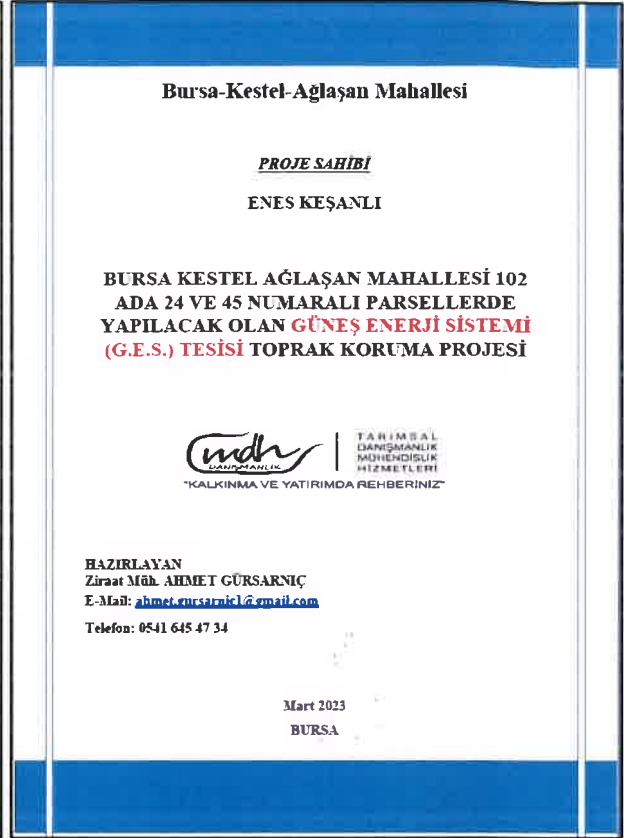 Bursa-Kestel-Ağlaşan Mahallesi
PROJE SAHİBİ
ENES KEŞANLI
BURSA KESTEL AĞLAŞAN MAHALLESİ 102
ADA 24 VE 45 NUMARALI PARSELLERDE
YAPILACAK OLAN GÜNEŞ ENERJİ SİSTEMİ
(G.E.S.) TESİSİ TOPRAK KORUMA PROJESİ
mdh
DANIŞMANLIK
TARIMSAL
DANIŞMANLIK
MÜHENDİSLİK
HİZMETLERİ
"KALKINMA VE YATIRIMDA REHBERİNİZ"
HAZIRLAYAN
Ziraat Müh. AHMET GÜRSARNIÇ
E-Mail: ahmet.gursarnic1@gmail.com
Telefon: 0541 645 47 34
Mart 2023
BURSA